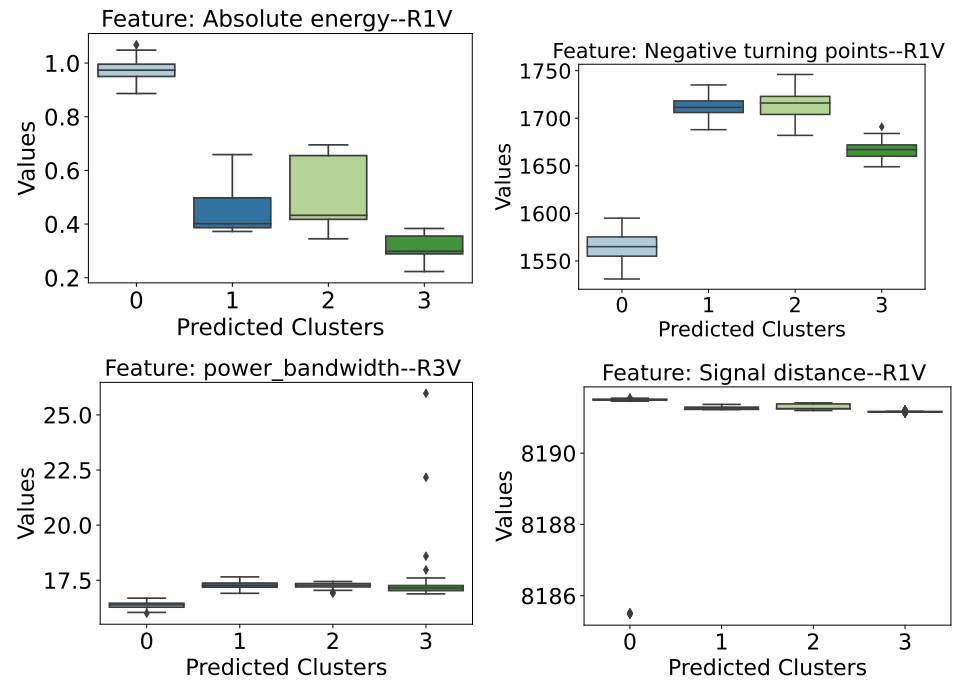 Feature: Absolute energy--R1V
Values
1.0
0.8
0.6
0.4
0.2
0 1 2 3
Predicted Clusters
Feature: Negative turning points--R1V
Values
1750
1700
1650
1600
1550
0 1 2 3
Predicted Clusters
Feature: power_bandwidth--R3V
Values
25.0
22.5
20.0
17.5
0 1 2 3
Predicted Clusters
Feature: Signal distance--R1V
Values
8190
8188
8186
0 1 2 3
Predicted Clusters